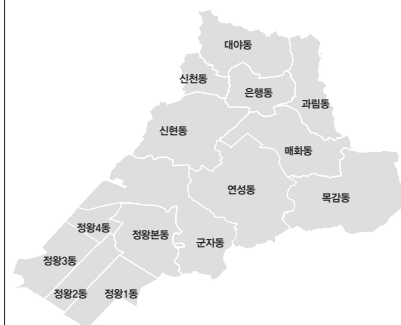 대야동
신천동
은행동
과림동
신현동
매화동
연성동
목감동
정왕4동
정왕본동
군자동
정왕3동
정왕2동
정왕1동